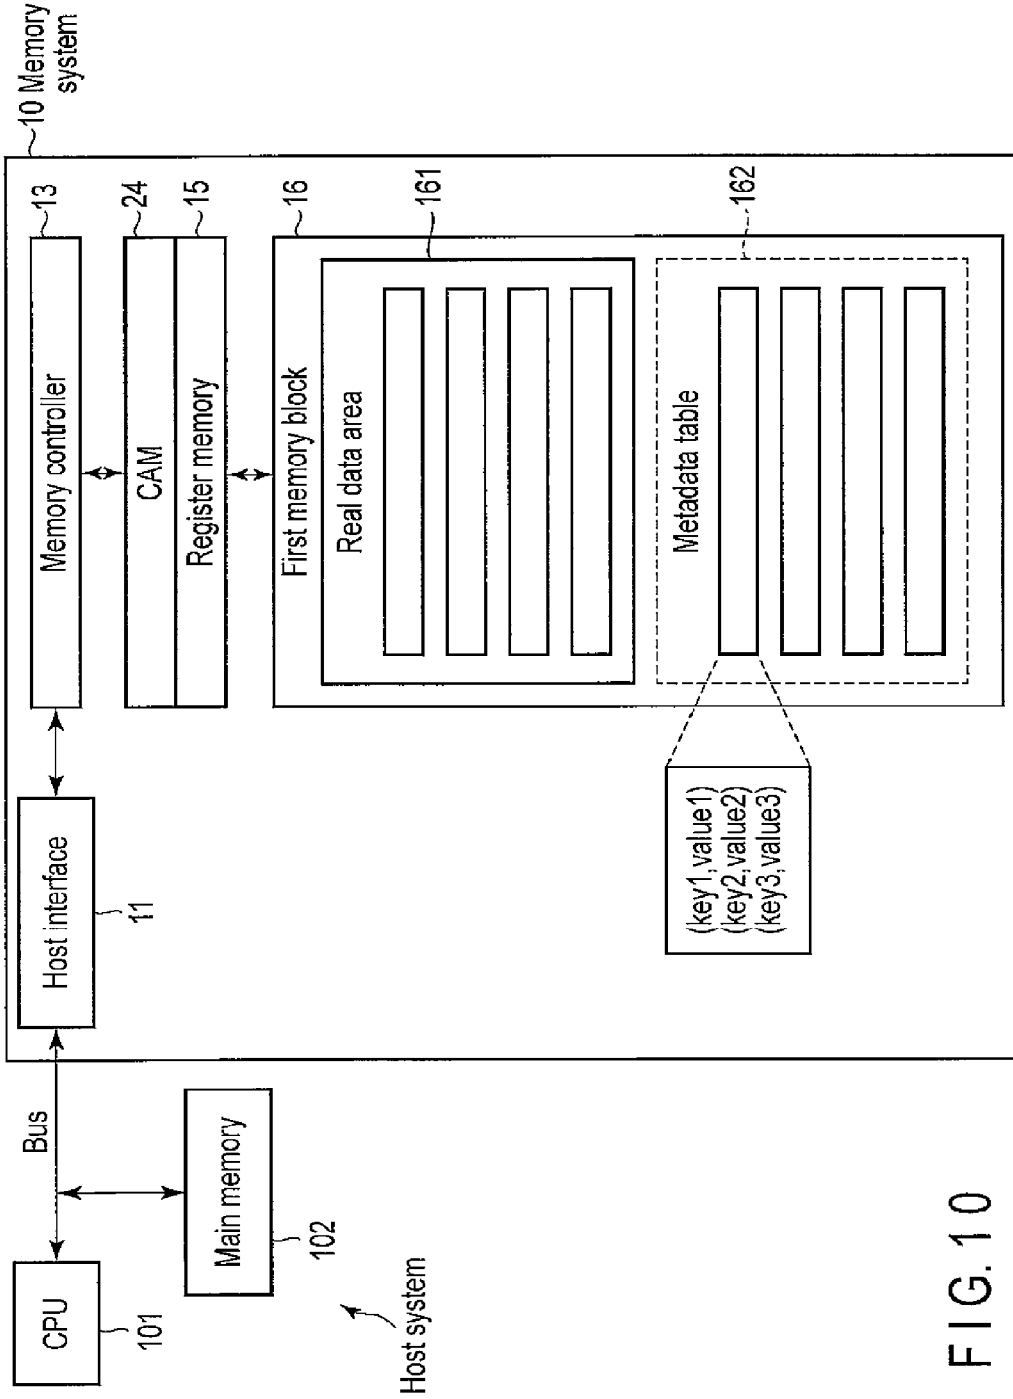 10 Memory
system
CPU
101
Bus
Main memory
102
Host system
Host interface
11
Memory controller
13
CAM
24
Register memory
15
First memory block
16
Real data area
161
Metadata table
162
(key1,value1)
(key2,value2)
(key3,value3)
FIG. 10